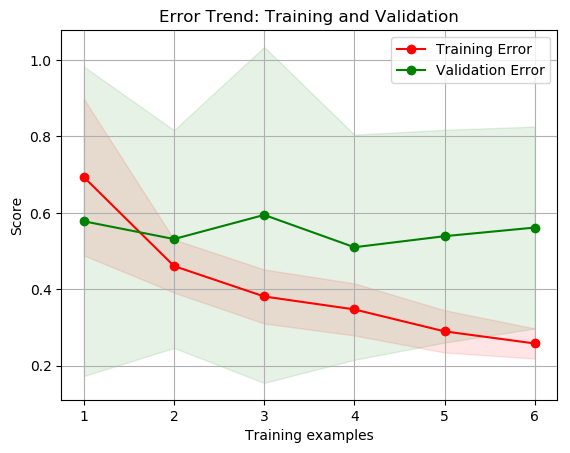 Error Trend: Training and Validation
Training Error
Validation Error
1.0
0.8
0.6
0.4
0.2
Score
1 2 3 4 5 6
Training examples